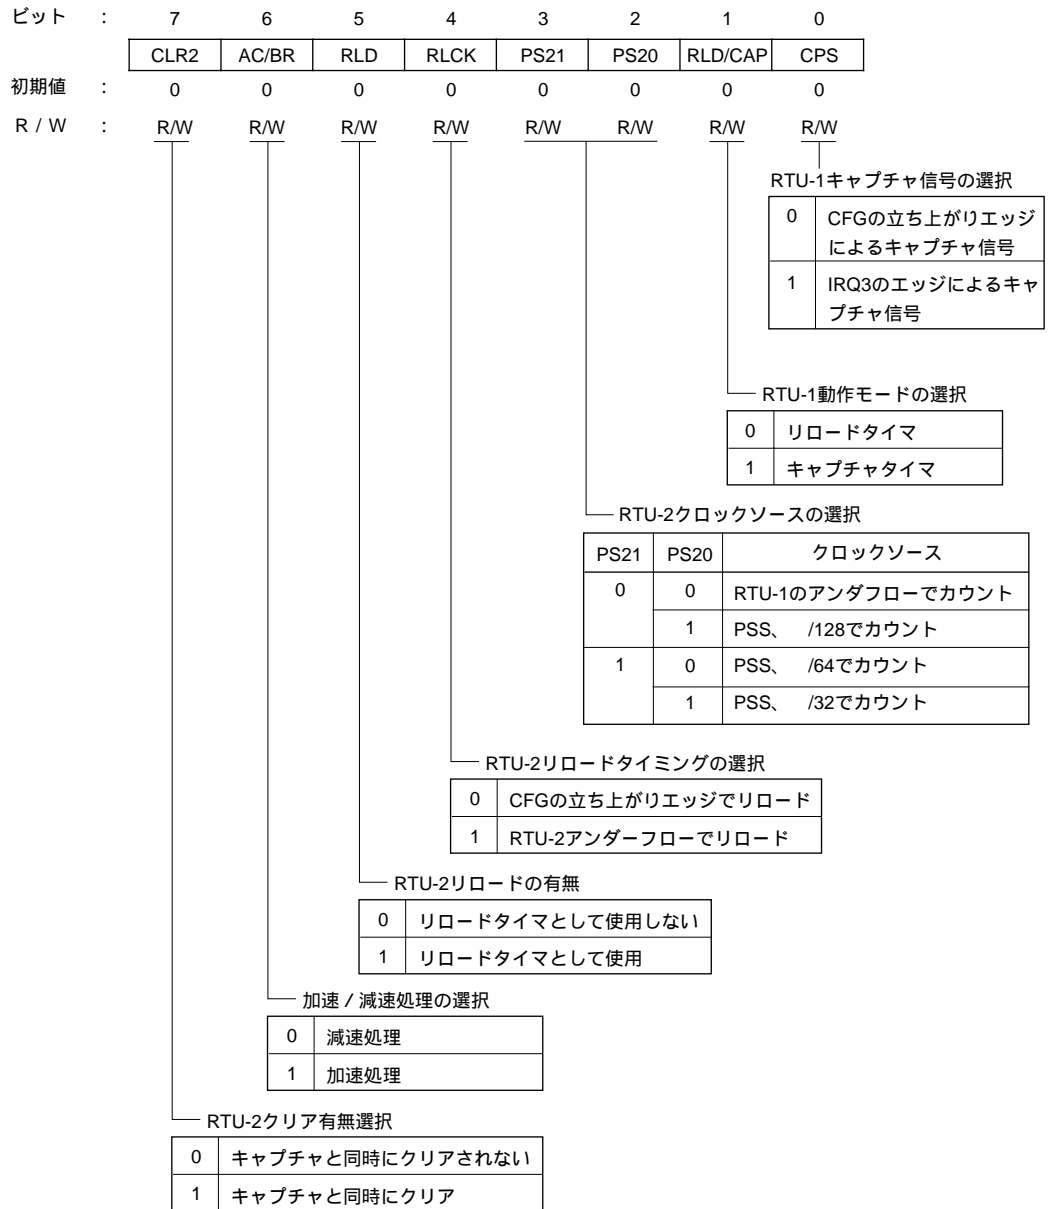 ビット : 7 6 5 4 3 2 1 0
CLR2 AC/BR RLD RLCK PS21 PS20 RLD/CAP CPS
初期値 : 0 0 0 0 0 0 0 0
R / W : R/W R/W R/W R/W R/W R/W R/W R/W
RTU-1キャプチャ信号の選択
0 CFGの立ち上がりエッジ
によるキャプチャ信号
1 IRQ3のエッジによるキャ
プチャ信号
RTU-1動作モードの選択
0 リロードタイマ
1 キャプチャタイマ
RTU-2クロックソースの選択
PS21 PS20 クロックソース
0 0 RTU-1のアンダフローでカウント
1 PSS、 /128でカウント
1 0 PSS、 /64でカウント
1 PSS、 /32でカウント
RTU-2リロードタイミングの選択
0 CFGの立ち上がりエッジでリロード
1 RTU-2アンダーフローでリロード
RTU-2リロードの有無
0 リロードタイマとして使用しない
1 リロードタイマとして使用
加速 / 減速処理の選択
0 減速処理
1 加速処理
RTU-2クリア有無選択
0 キャプチャと同時にクリアされない
1 キャプチャと同時にクリア